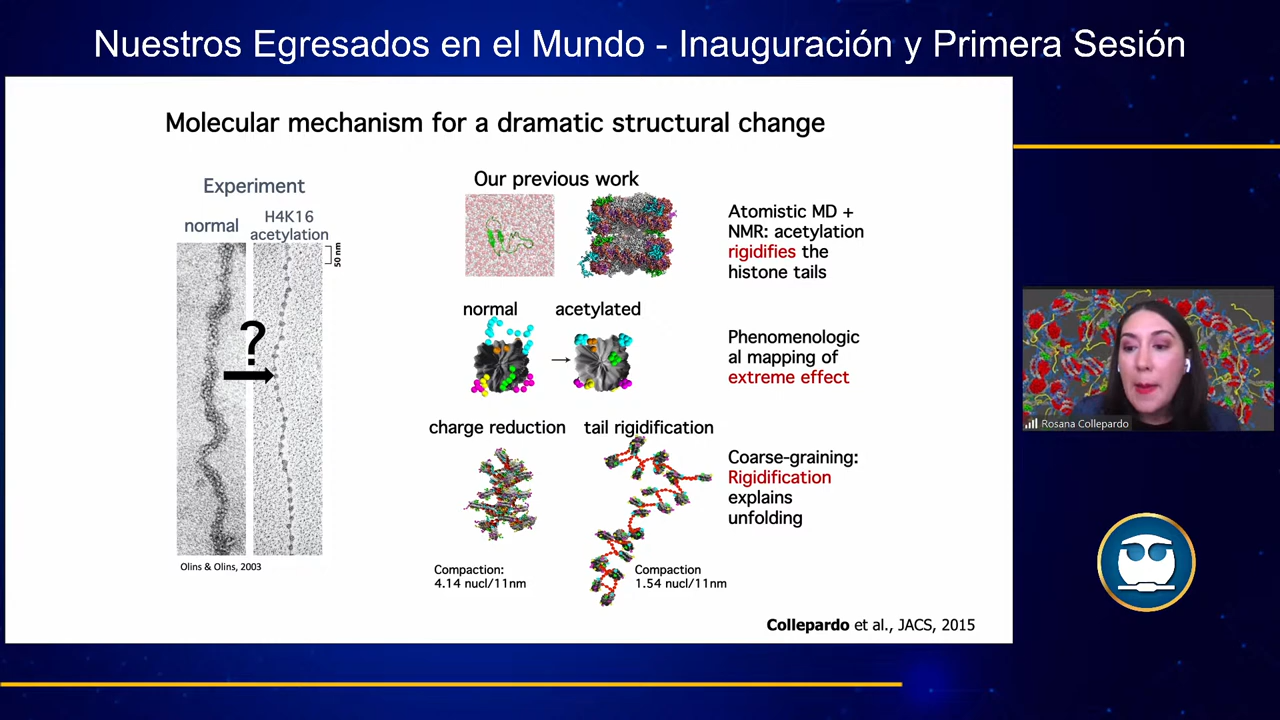 Nuestros Egresados en el Mundo - Inauguración y Primera Sesión
Molecular mechanism for a dramatic structural change
Experiment
normal
H4K16
acetylation
50 nm
?
Olins & Olins, 2003
Our previous work
Atomistic MD +
NMR: acetylation
rigidifies the
histone tails
normal
acetylated
Phenomenologic
al mapping of
extreme effect
charge reduction
tail rigidification
Coarse-graining:
Rigidification
explains
unfolding
Compaction:
4.14 nucl/11nm
Compaction
1.54 nucl/11nm
Collepardo et al., JACS, 2015
Rosana Collepardo